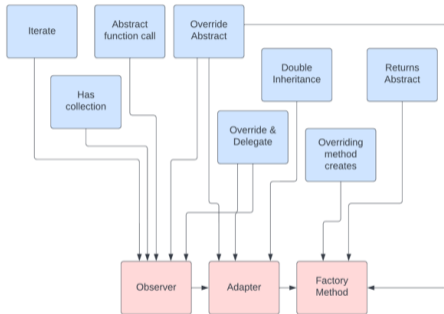 Iterate
Abstract
function call
Override
Abstract
Has
collection
Double
Inheritance
Returns
Abstract
Override &
Delegate
Overriding
method
creates
Observer
Adapter
Factory
Method